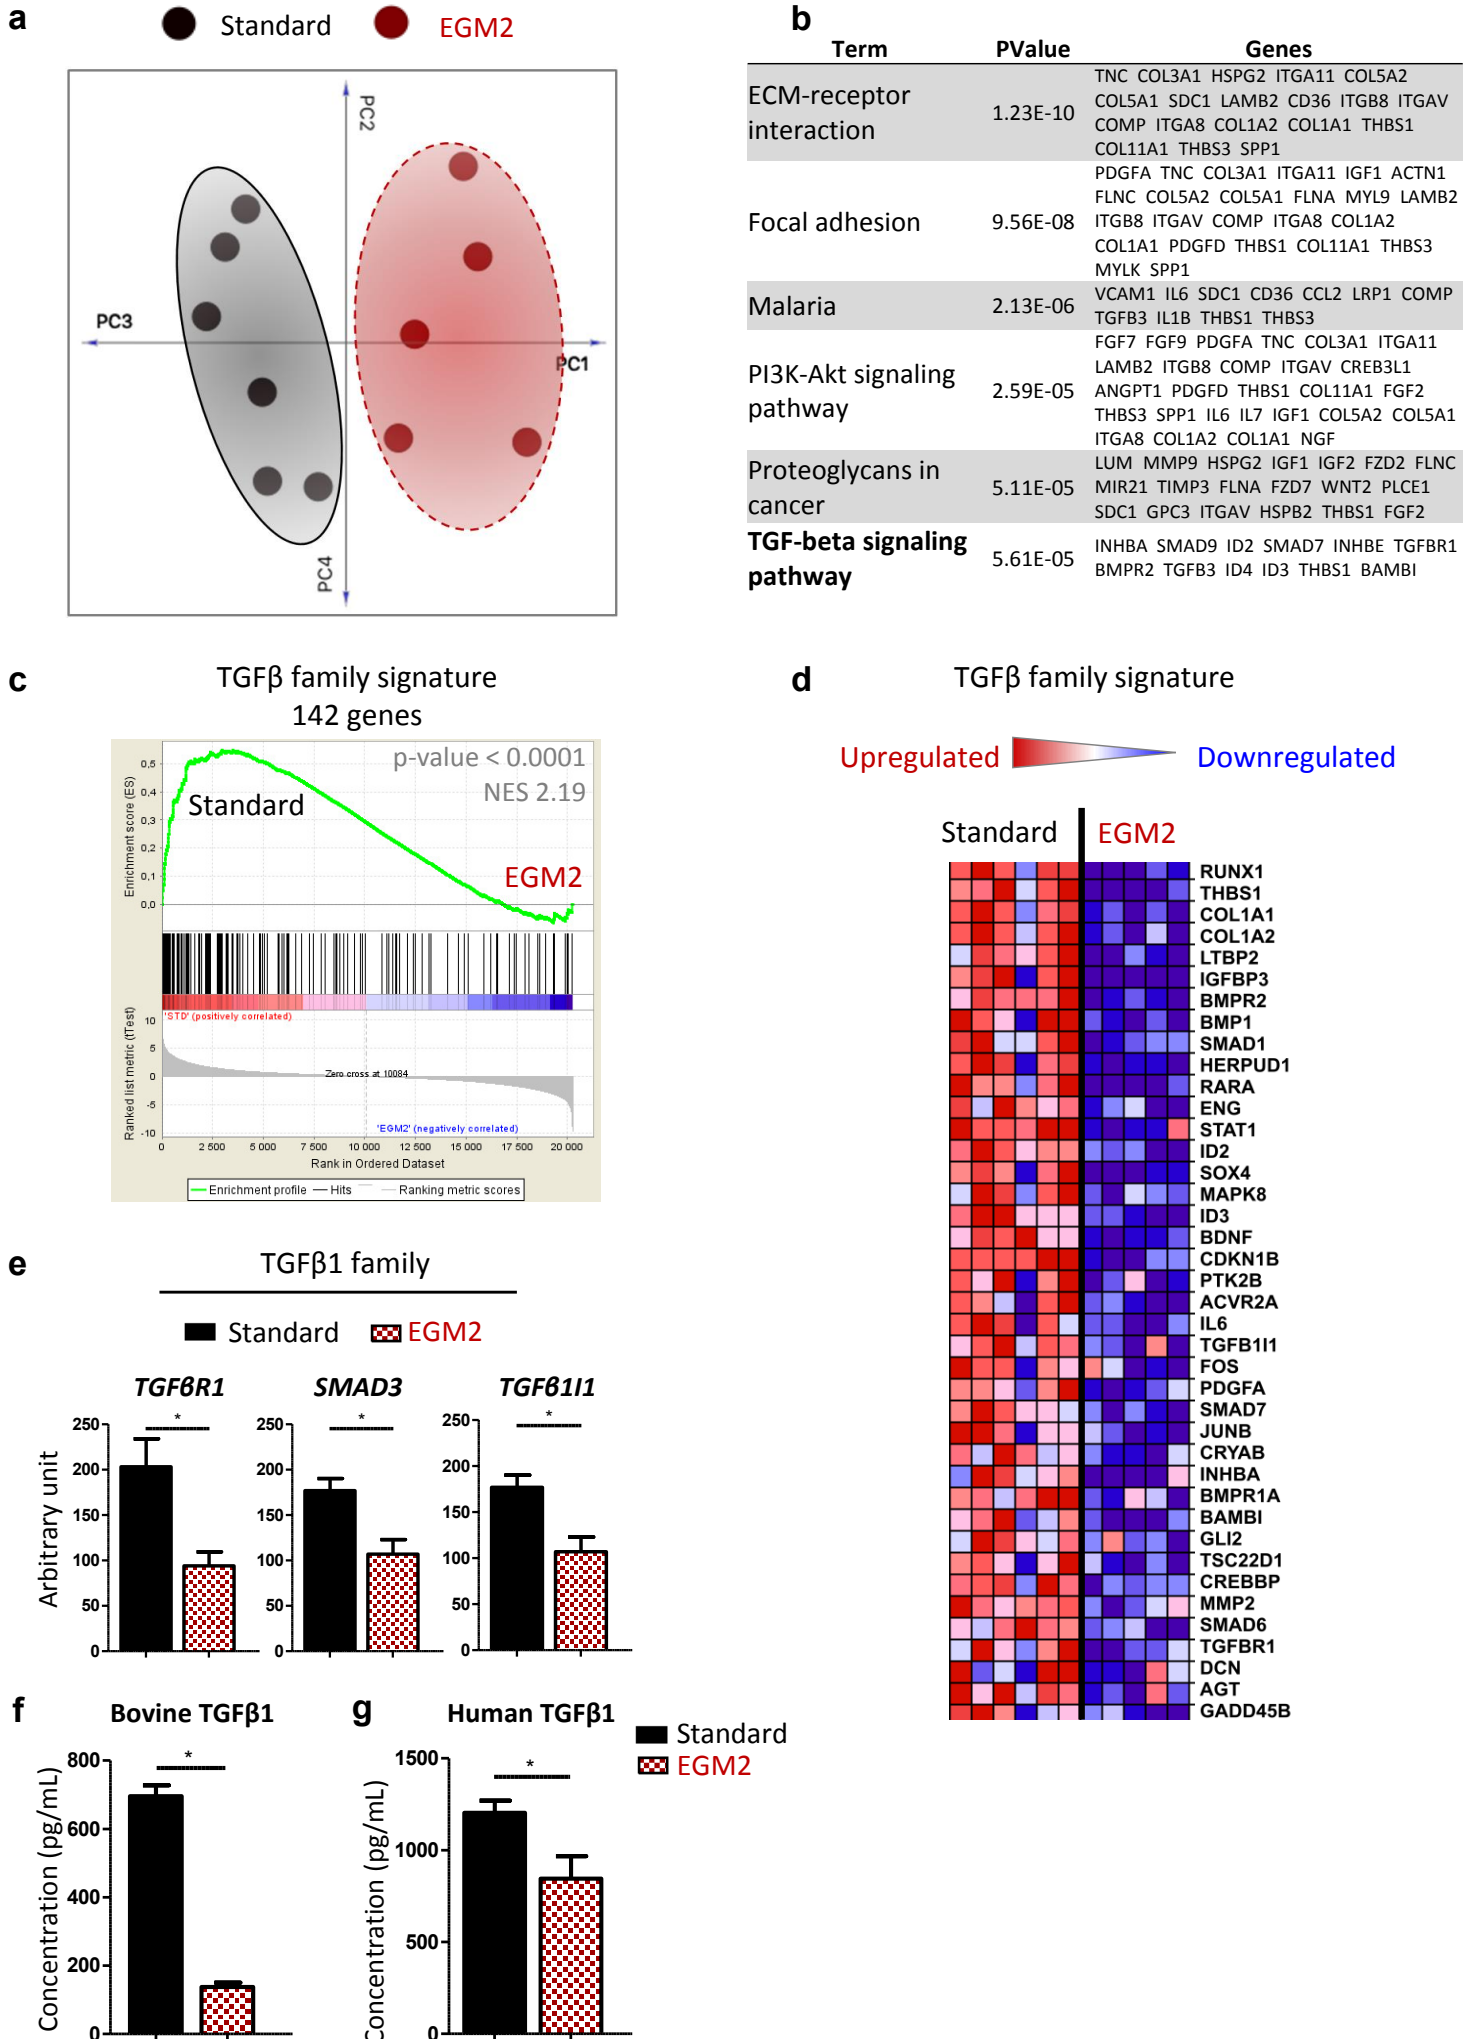 a
Standard
EGM2
PC2
PC3
PC1
PC4
b
Term PValue Genes
ECM-receptor interaction 1.23E-10
TNC COL3A1 HSPG2 ITGA11 COL5A2
COL5A1 SDC1 LAMB2 CD36 ITGB8 ITGAV
COMP ITGA8 COL1A2 COL1A1 THBS1
COL11A1 THBS3 SPP1
Focal adhesion 9.56E-08
PDGFA TNC COL3A1 ITGA11 IGF1 ACTN1
FLNC COL5A2 COL5A1 FLNA MYL9 LAMB2
ITGB8 ITGAV COMP ITGA8 COL1A2
COL1A1 PDGFD THBS1 COL11A1 THBS3
MYLK SPP1
Malaria 2.13E-06
VCAM1 IL6 SDC1 CD36 CCL2 LRP1 COMP
TGFB3 IL1B THBS1 THBS3
PI3K-Akt signaling pathway 2.59E-05
FGF7 FGF9 PDGFA TNC COL3A1 ITGA11
LAMB2 ITGB8 COMP ITGAV CREB3L1
ANGPT1 PDGFD THBS1 COL11A1 FGF2
THBS3 SPP1 IL6 IL7 IGF1 COL5A2 COL5A1
ITGA8 COL1A2 COL1A1 NGF
Proteoglycans in cancer 5.11E-05
LUM MMP9 HSPG2 IGF1 IGF2 FZD2 FLNC
MIR21 TIMP3 FLNA FZD7 WNT2 PLCE1
SDC1 GPC3 ITGAV HSPB2 THBS1 FGF2
TGF-beta signaling pathway 5.61E-05
INHBA SMAD9 ID2 SMAD7 INHBE TGFBR1
BMPR2 TGFB3 ID4 ID3 THBS1 BAMBI
c
TGFβ family signature
142 genes
p-value < 0.0001
NES 2.19
Standard
EGM2
Enrichment score (ES)
0,5
0,4
0,3
0,2
0,1
0,0
'STD' (positively correlated)
Zero cross at 10084
'EGM2' (negatively correlated)
Ranked list metric (tTest)
10
5
0
-5
-10
0 2 500 5 000 7 500 10 000 12 500 15 000 17 500 20 000
Rank in Ordered Dataset
Enrichment profile Hits Ranking metric scores
d
TGFβ family signature
Upregulated Downregulated
Standard EGM2
RUNX1
THBS1
COL1A1
COL1A2
LTBP2
IGFBP3
BMPR2
BMP1
SMAD1
HERPUD1
RARA
ENG
STAT1
ID2
SOX4
MAPK8
ID3
BDNF
CDKN1B
PTK2B
ACVR2A
IL6
TGFB1I1
FOS
PDGFA
SMAD7
JUNB
CRYAB
INHBA
BMPR1A
BAMBI
GLI2
TSC22D1
CREBBP
MMP2
SMAD6
TGFBR1
DCN
AGT
GADD45B
e
TGFβ1 family
Standard EGM2
TGFβR1 SMAD3 TGFβ1I1
Arbitrary unit
250
200
150
100
50
0
*
250
200
150
100
50
0
*
250
200
150
100
50
0
*
f
Bovine TGFβ1
Concentration (pg/mL)
800
600
400
200
0
*
g
Human TGFβ1
Concentration (pg/mL)
1500
1000
500
0
*
Standard
EGM2